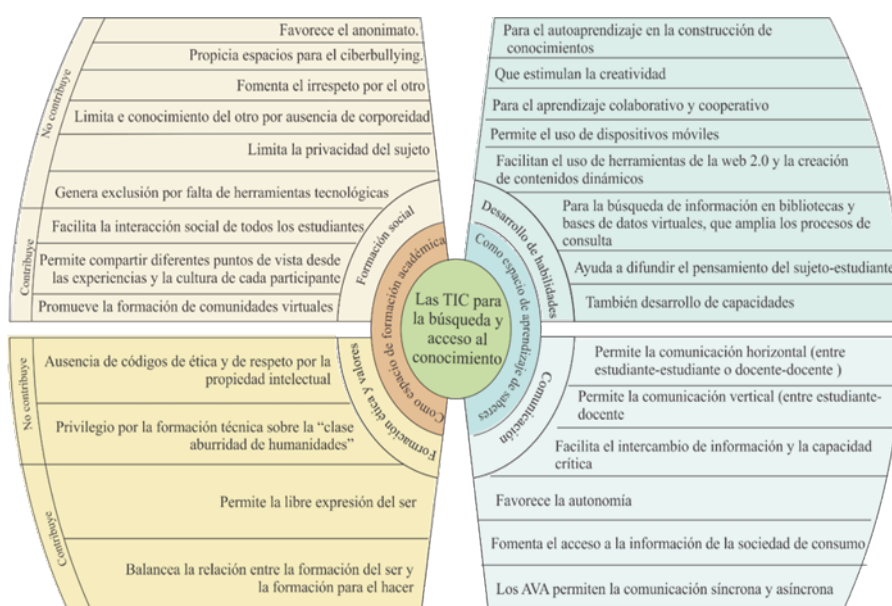 No contribuye
Favorece el anonimato.
Propicia espacios para el ciberbullying.
Fomenta el irrespeto por el otro
Limita e conocimiento del otro por ausencia de corporeidad
Limita la privacidad del sujeto
Genera exclusión por falta de herramientas tecnológicas
Contribuye
Facilita la interacción social de todos los estudiantes
Permite compartir diferentes puntos de vista desde
las experiencias y la cultura de cada participante
Promueve la formación de comunidades virtuales
Formación social
Como espacio de formación académica
Las TIC para
la búsqueda y
acceso al
conocimiento
Como espacio de aprendizaje de saberes
Desarrollo de habilidades
Para el autoaprendizaje en la construcción de
conocimientos
Que estimulan la creatividad
Para el aprendizaje colaborativo y cooperativo
Permite el uso de dispositivos móviles
Facilitan el uso de herramientas de la web 2.0 y la creación
de contenidos dinámicos
Para la búsqueda de información en bibliotecas y
bases de datos virtuales, que amplia los procesos de
consulta
Ayuda a difundir el pensamiento del sujeto-estudiante
También desarrollo de capacidades
No contribuye
Ausencia de códigos de ética y de respeto por la
propiedad intelectual
Privilegio por la formación técnica sobre la “clase
aburridad de humanidades”
Contribuye
Permite la libre expresión del ser
Balancea la relación entre la formación del ser y
la formación para el hacer
Formación ética y valores
Comunicación
Permite la comunicación horizontal (entre
estudiante-estudiante o docente-docente )
Permite la comunicación vertical (entre estudiante-
docente
Facilita el intercambio de información y la capacidad
crítica
Favorece la autonomía
Fomenta el acceso a la información de la sociedad de consumo
Los AVA permiten la comunicación síncrona y asíncrona